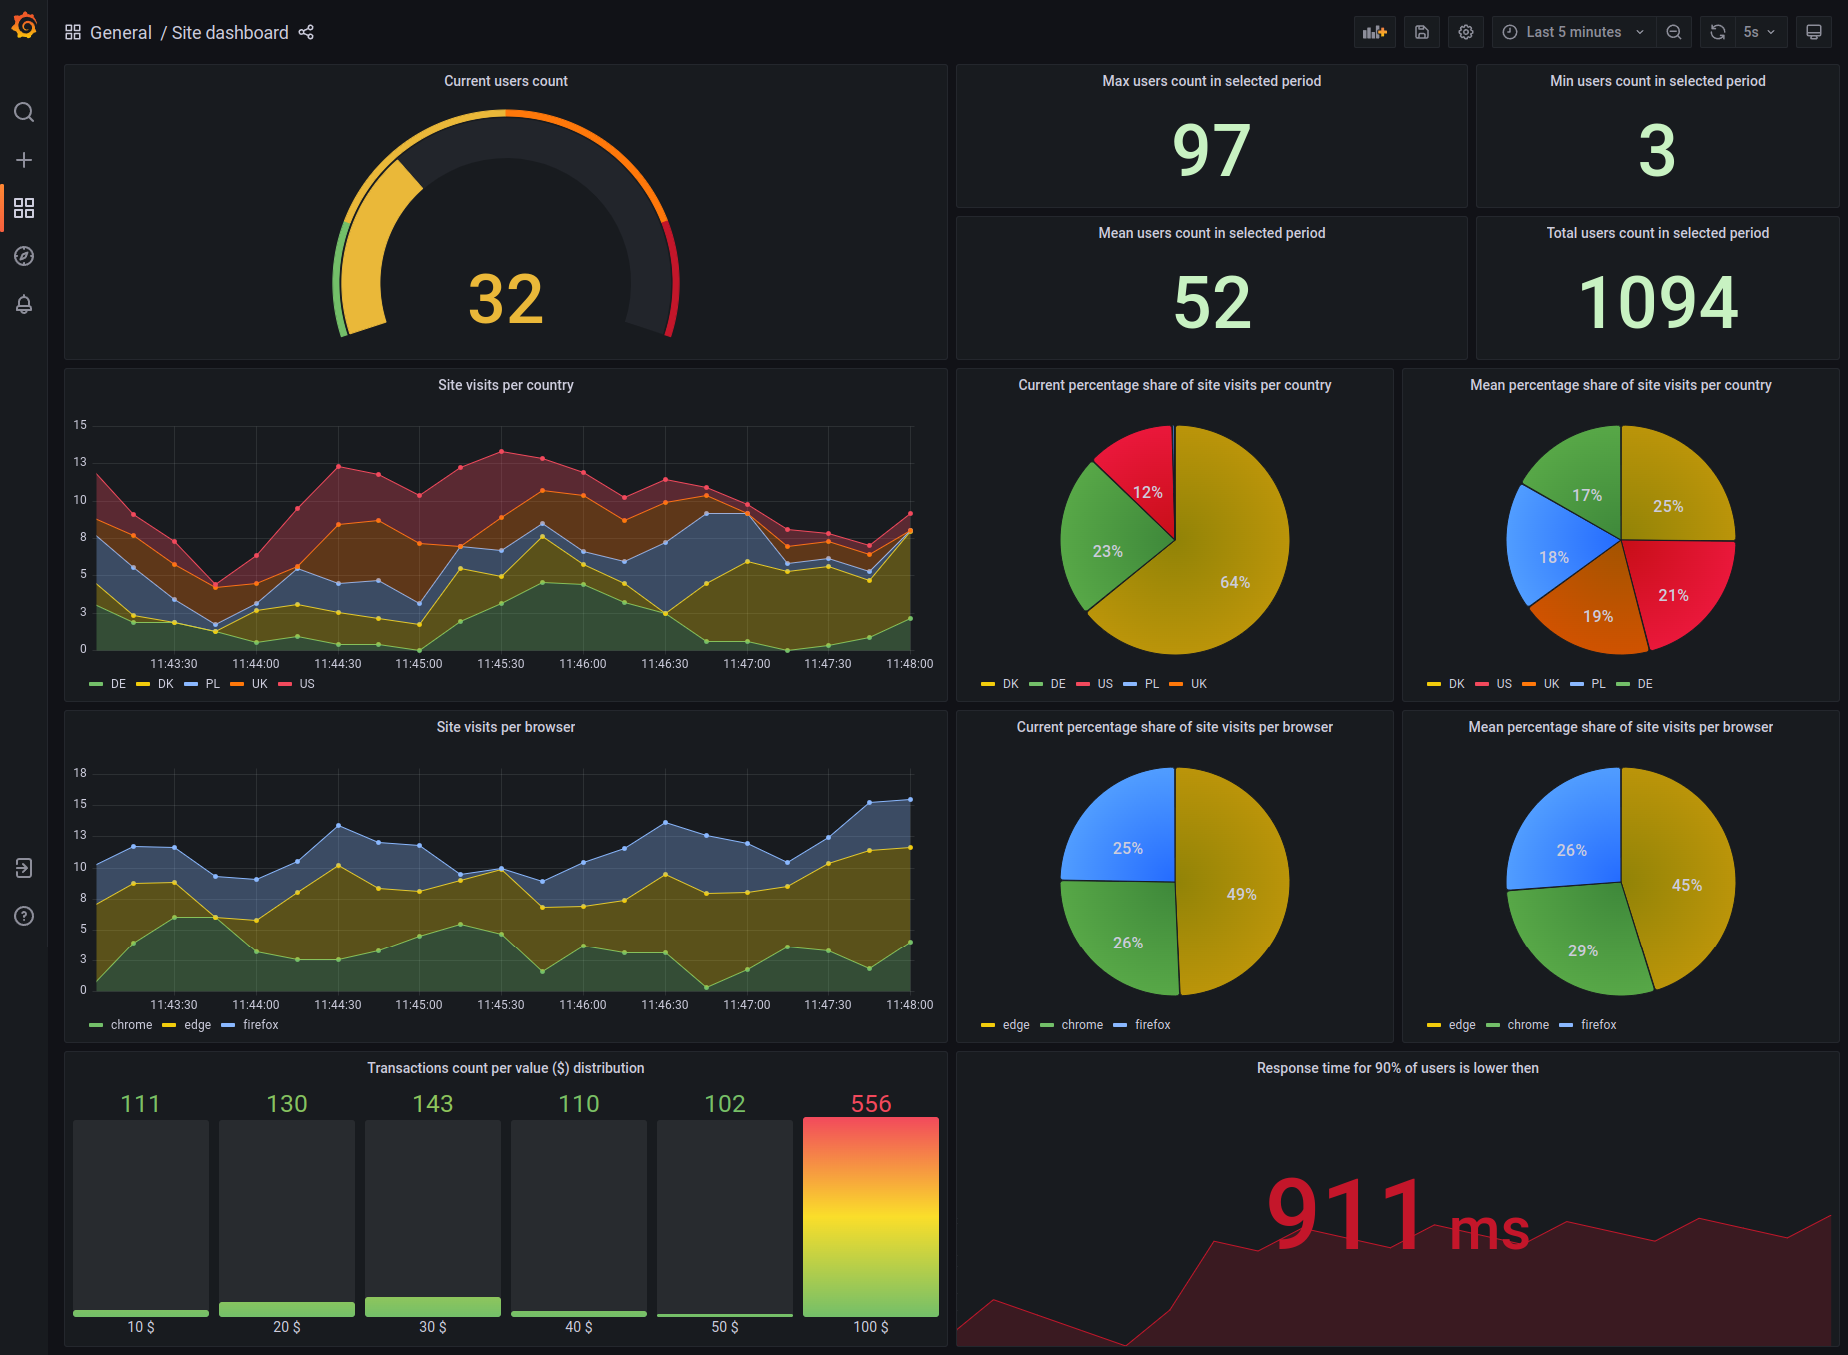 General / Site dashboard
Last 5 minutes
5s
Current users count
32
Max users count in selected period
97
Min users count in selected period
3
Mean users count in selected period
52
Total users count in selected period
1094
Site visits per country
15
13
10
8
5
3
0
11:43:30 11:44:00 11:44:30 11:45:00 11:45:30 11:46:00 11:46:30 11:47:00 11:47:30 11:48:00
DE DK PL UK US
Current percentage share of site visits per country
12%
23%
64%
DK DE US PL UK
Mean percentage share of site visits per country
17%
25%
18%
21%
19%
DK US UK PL DE
Site visits per browser
18
15
13
10
8
5
3
0
11:43:30 11:44:00 11:44:30 11:45:00 11:45:30 11:46:00 11:46:30 11:47:00 11:47:30 11:48:00
chrome edge firefox
Current percentage share of site visits per browser
25%
49%
26%
edge chrome firefox
Mean percentage share of site visits per browser
26%
45%
29%
edge chrome firefox
Transactions count per value ($) distribution
111 130 143 110 102 556
10 $ 20 $ 30 $ 40 $ 50 $ 100 $
Response time for 90% of users is lower then
911 ms